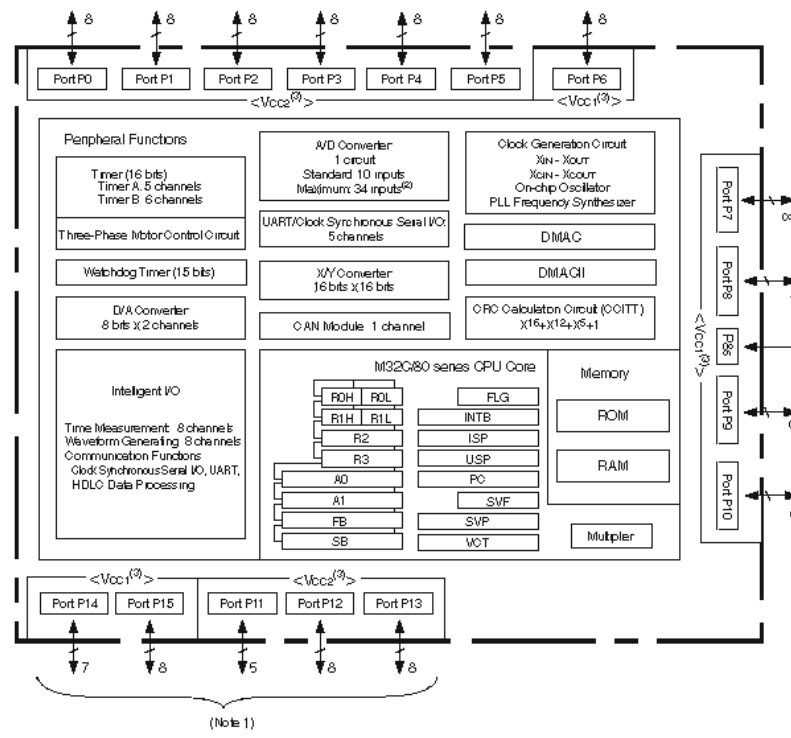 8 8 8 8 8 8 8
Port P0 Port P1 Port P2 Port P3 Port P4 Port P5 Port P6
<VCC2(3)> <VCC1(3)>
Peripheral Functions
Timer (16 bits)
Timer A 5 channels
Timer B 6 channels
Three-Phase Motor Control Circuit
Watchdog Timer (15 bits)
D/A Converter
8 bits X 2 channels
A/D Converter
1 circuit
Standard 10 inputs
Maximum: 34 inputs(2)
UART/Clock Synchronous Serial I/O:
5 channels
X/Y Converter
16 bits X 16 bits
CAN Module 1 channel
Clock Generation Circuit
XIN - XOUT
XCIN - XCOUT
On-chip Oscillator
PLL Frequency Synthesizer
DMAC
DMACII
CRC Calculation Circuit (CCITT)
X16+X12+X5+1
Intelligent I/O
Time Measurement 8 channels
Waveform Generating 8 channels
Communication Functions
Clock Synchronous Serial I/O, UART,
HDLC Data Processing
M32C/80 series CPU Core
R0H R0L
R1H R1L
R2
R3
A0
A1
FB
SB
FLG
INTB
ISP
USP
PC
SVF
SVP
VCT
Memory
ROM
RAM
Multipler
<VCC1(3)>
Port P7
Port P8
P85
Port P9
Port P10
<VCC1(3)> <VCC2(3)>
Port P14 Port P15 Port P11 Port P12 Port P13
7 8 5 8 8
(Note 1)